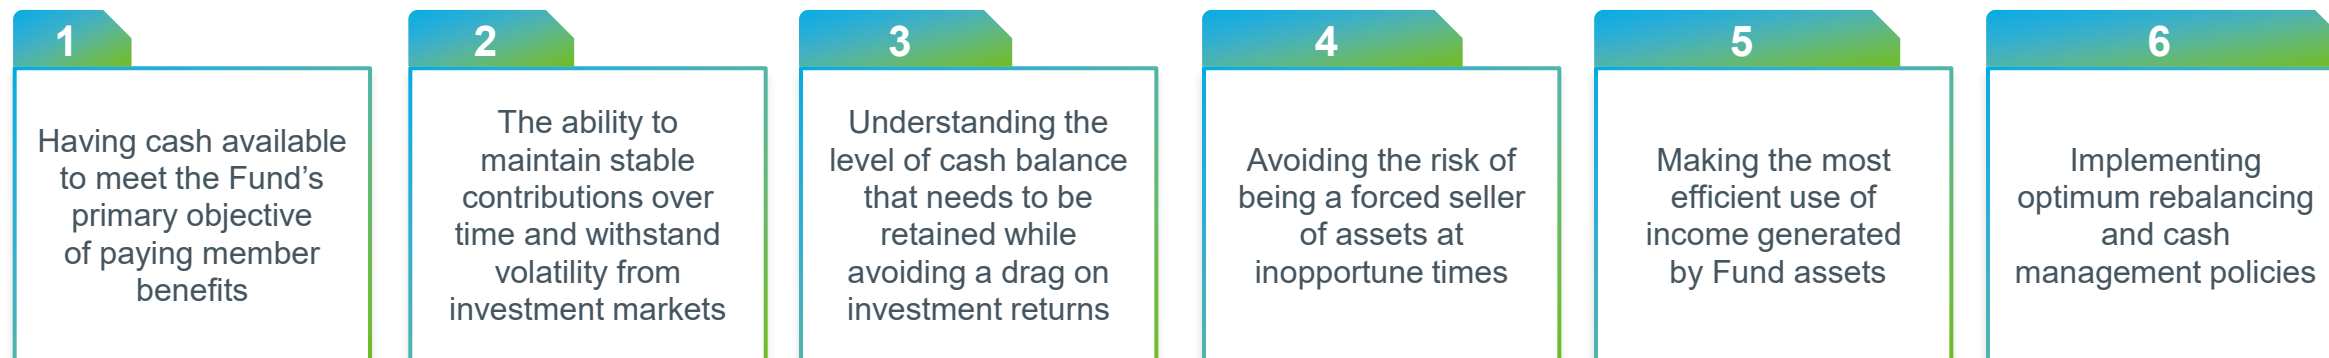 1
Having cash available
to meet the Fund’s
primary objective
of paying member
benefits
2
The ability to
maintain stable
contributions over
time and withstand
volatility from
investment markets
3
Understanding the
level of cash balance
that needs to be
retained while
avoiding a drag on
investment returns
4
Avoiding the risk of
being a forced seller
of assets at
inopportune times
5
Making the most
efficient use of
income generated
by Fund assets
6
Implementing
optimum rebalancing
and cash
management policies